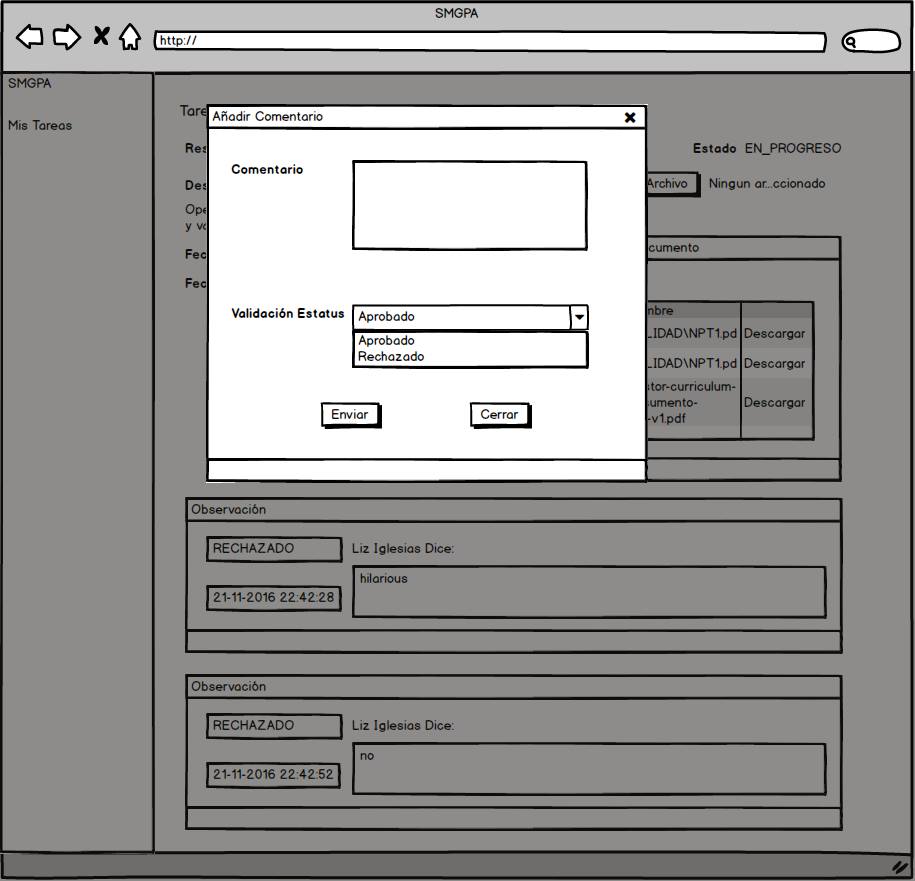 SMGPA
http://
SMGPA
Mis Tareas
Tare
Añadir Comentario
Res
Estado EN_PROGRESO
Comentario
Des
Archivo Ningun ar...ccionado
Ope
y va
Fec
cumento
Fec
Validación Estatus
Aprobado
Aprobado
Rechazado
mbre
LIDAD\NPT1.pd Descargar
LIDAD\NPT1.pd Descargar
tor-curriculum-
umento-
-v1.pdf
Descargar
Enviar
Cerrar
Observación
RECHAZADO
Liz Iglesias Dice:
hilarious
21-11-2016 22:42:28
Observación
RECHAZADO
Liz Iglesias Dice:
no
21-11-2016 22:42:52